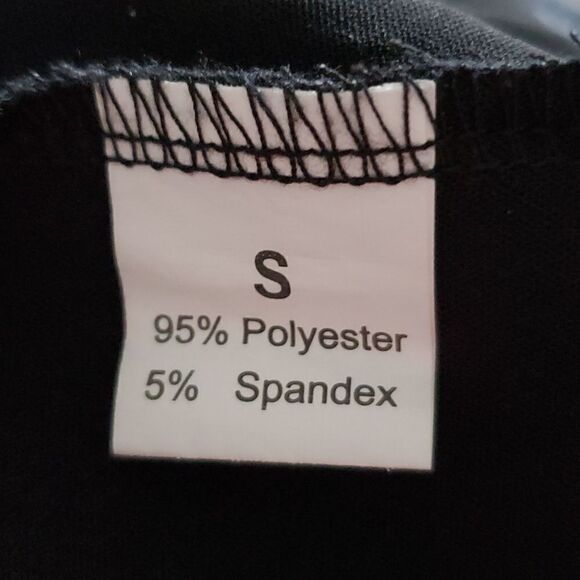 S
95% Polyester
5% Spandex